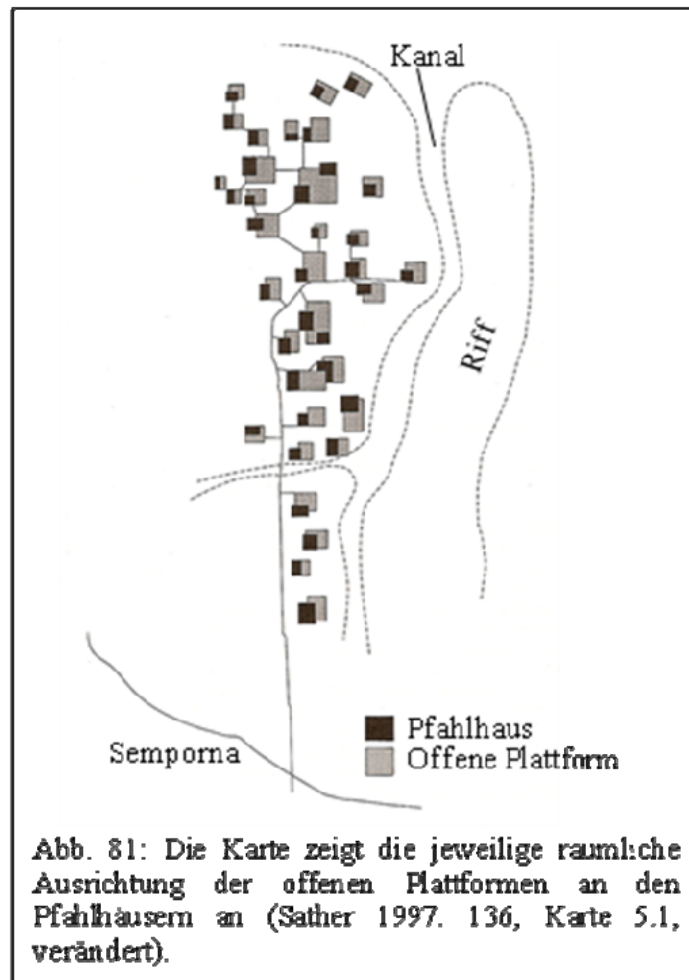 Kanal
Riff
Semporna
Pfahlhaus
Offene Plattform
Abb. 81: Die Karte zeigt die jeweilige raumliche
Ausrichtung der offenen Plattformen an den
Pfahlhausern an (Sather 1997. 136, Karte 5.1,
verändert).